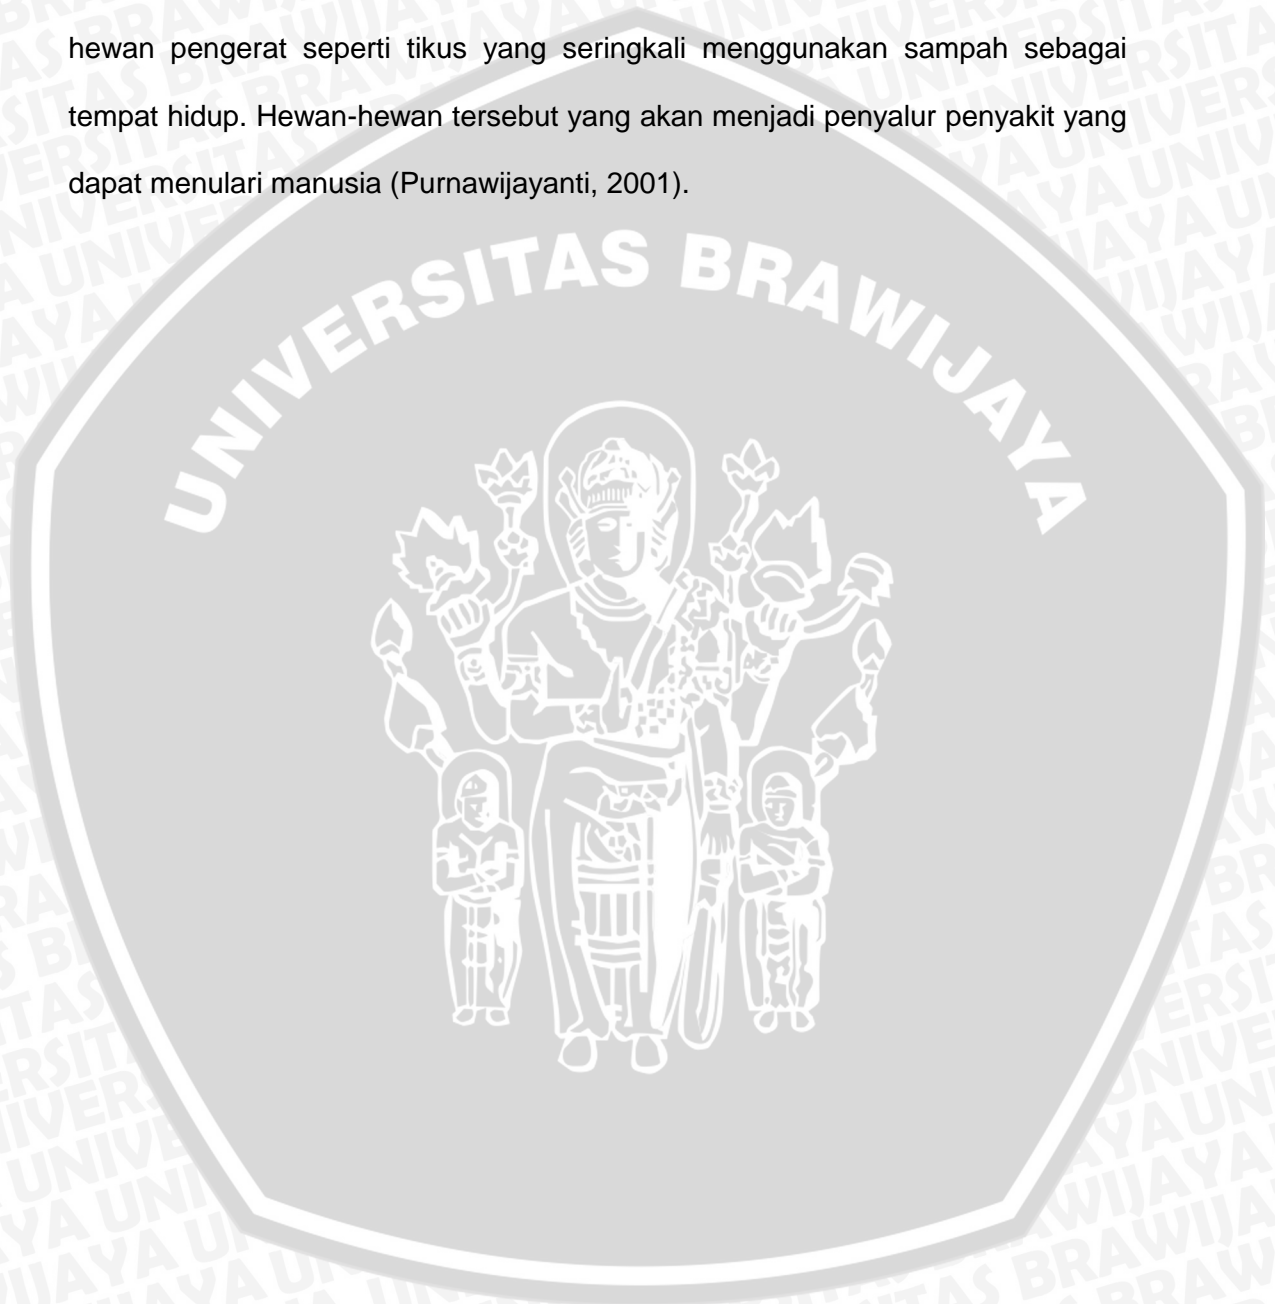 hewan pengerat seperti tikus yang seringkali menggunakan sampah sebagai
tempat hidup. Hewan-hewan tersebut yang akan menjadi penyalur penyakit yang
dapat menulari manusia (Purnawijayanti, 2001).
UNIVERSITAS BRAWIJAYA